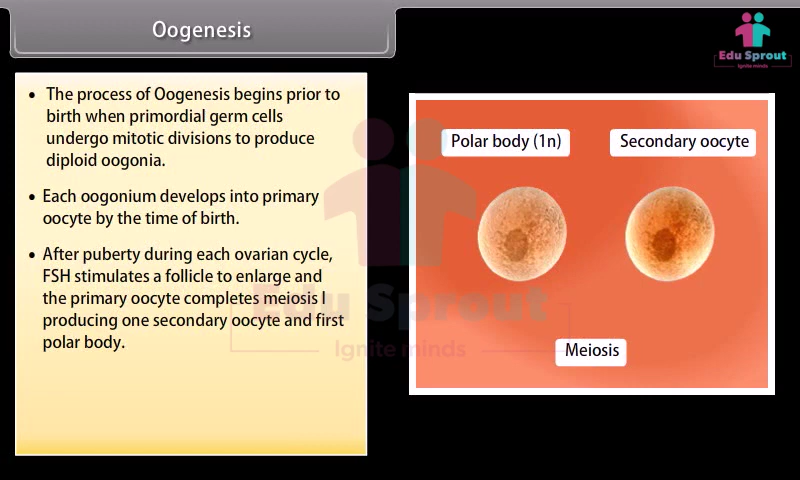 Oogenesis
Edu Sprout
Ignite minds
• The process of Oogenesis begins prior to
birth when primordial germ cells
undergo mitotic divisions to produce
diploid oogonia.
• Each oogonium develops into primary
oocyte by the time of birth.
• After puberty during each ovarian cycle,
FSH stimulates a follicle to enlarge and
the primary oocyte completes meiosis I
producing one secondary oocyte and first
polar body.
Polar body (1n)
Secondary oocyte
Meiosis
Edu Sprout
Ignite minds